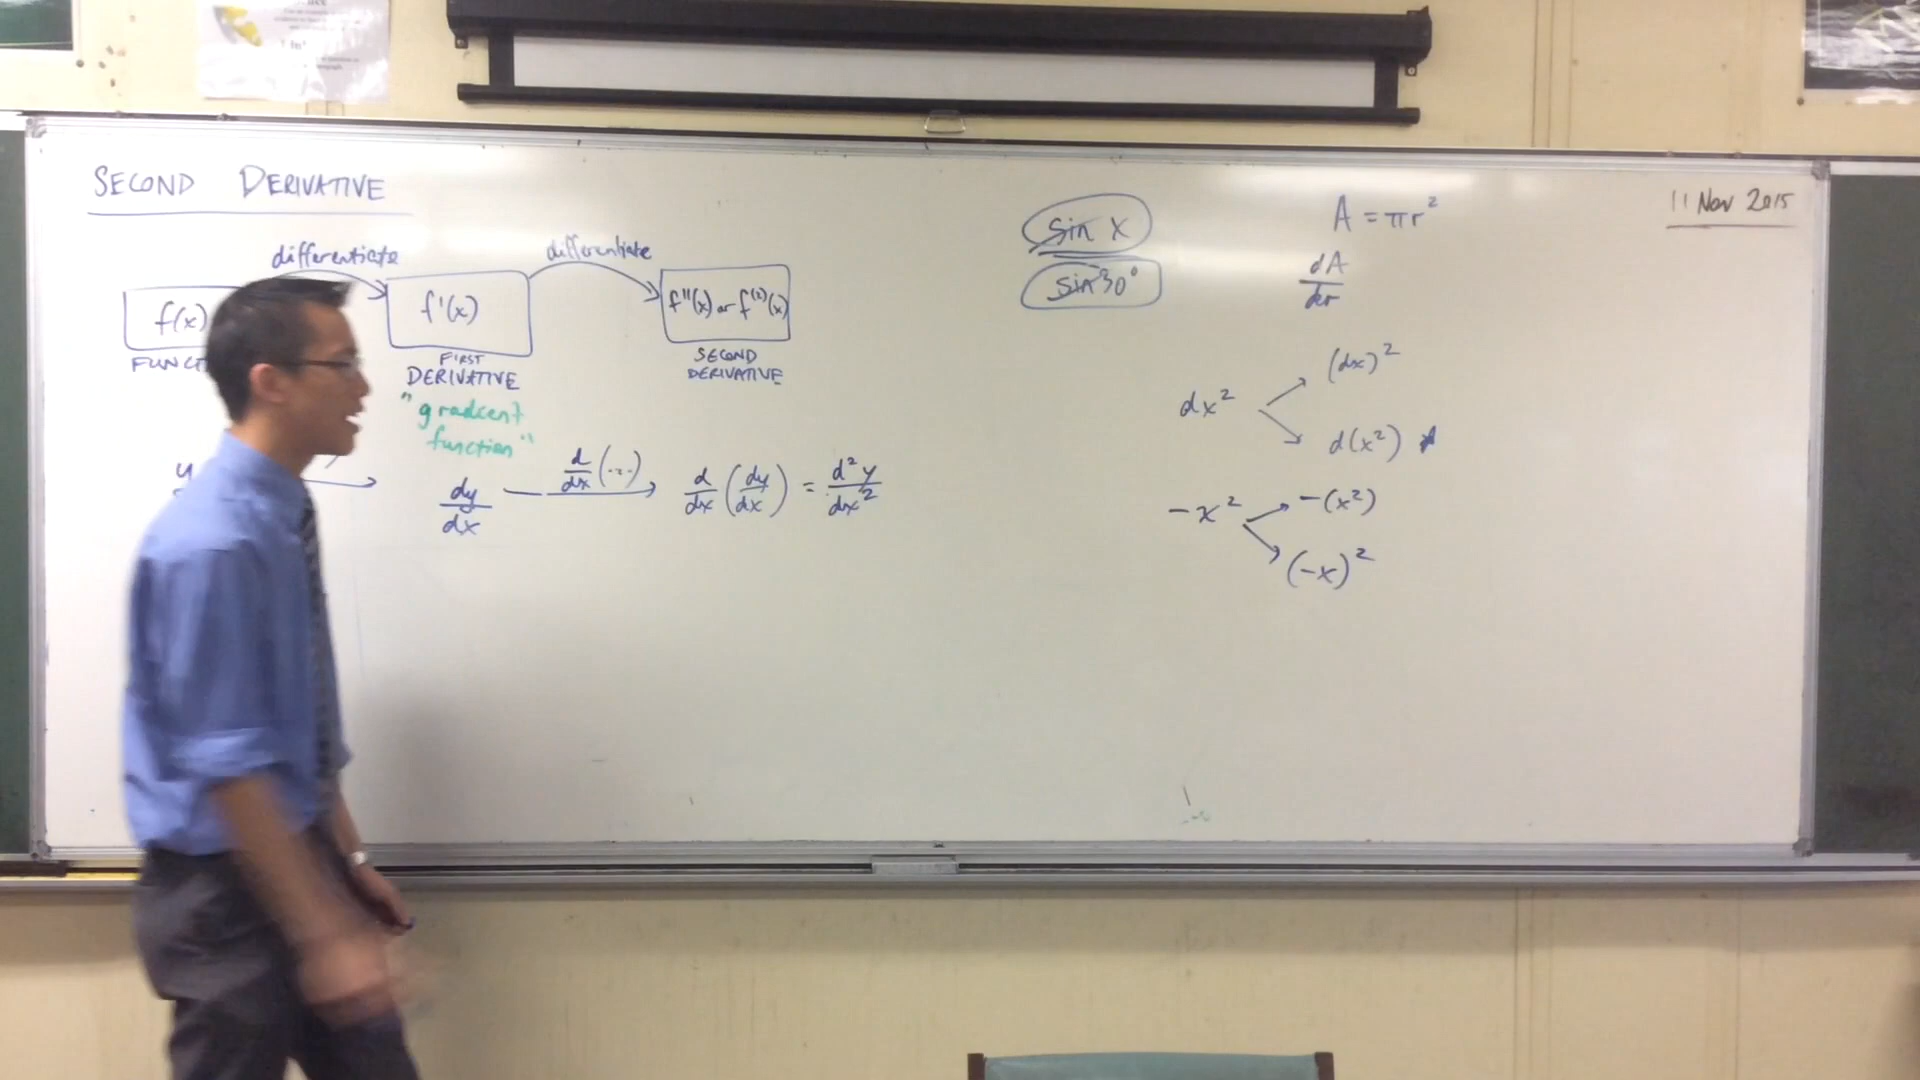 SECOND DERIVATIVE
differentiate differentiate
f(x) f'(x) f''(x) or f⁽²⁾(x)
FIRST DERIVATIVE
SECOND DERIVATIVE
"gradient function"
y
dy/dx d/dx(...) d/dx(dy/dx) = d²y/dx²
sin x
sin 30°
A = πr²
dA/dr
dx² (dx)²
d(x²)
-x² -(x²)
(-x)²
11 Nov 2015